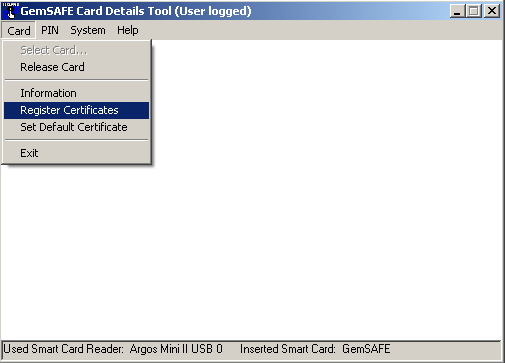 GemSAFE Card Details Tool (User logged)
Card PIN System Help
Select Card...
Release Card
Information
Register Certificates
Set Default Certificate
Exit
Used Smart Card Reader: Argos Mini II USB 0 Inserted Smart Card: GemSAFE